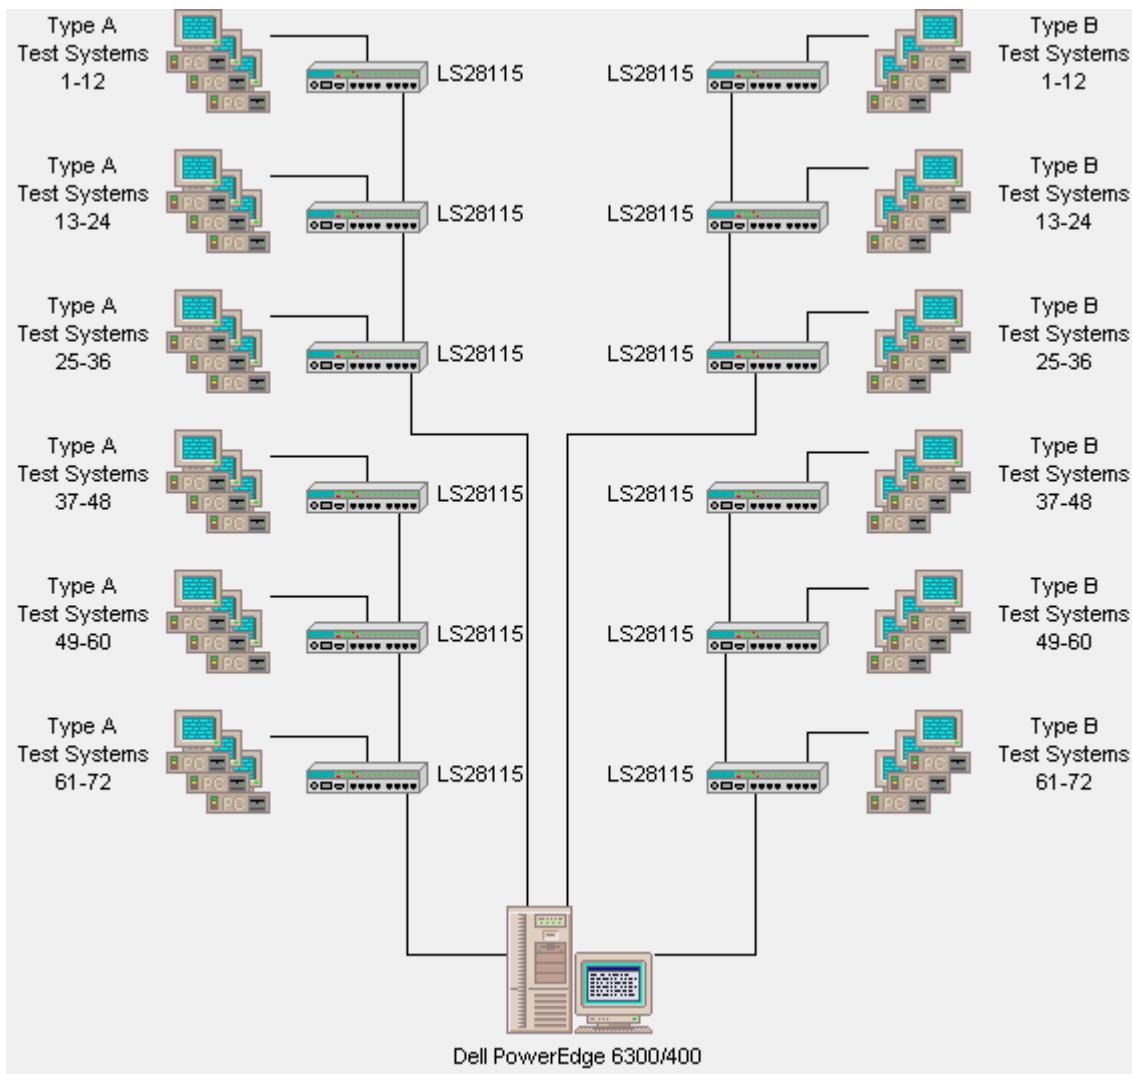 Type A
Test Systems
1-12
LS28115
LS28115
Type B
Test Systems
1-12
Type A
Test Systems
13-24
LS28115
LS28115
Type B
Test Systems
13-24
Type A
Test Systems
25-36
LS28115
LS28115
Type B
Test Systems
25-36
Type A
Test Systems
37-48
LS28115
LS28115
Type B
Test Systems
37-48
Type A
Test Systems
49-60
LS28115
LS28115
Type B
Test Systems
49-60
Type A
Test Systems
61-72
LS28115
LS28115
Type B
Test Systems
61-72
Dell PowerEdge 6300/400